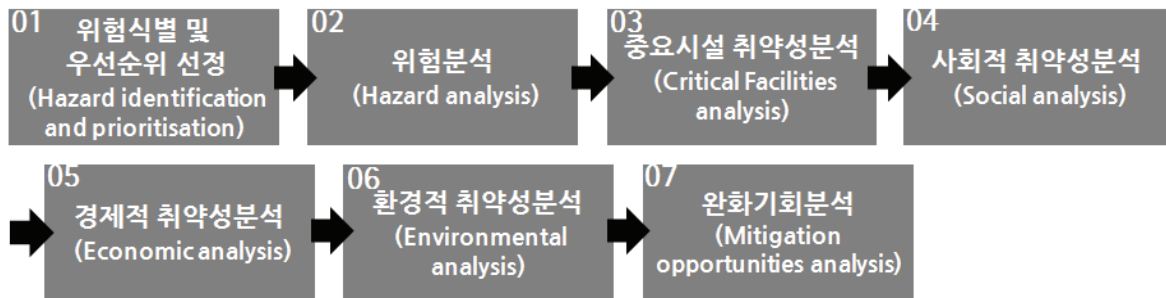 01
위험식별 및
우선순위 선정
(Hazard identification
and prioritisation)
02
위험분석
(Hazard analysis)
03
중요시설 취약성분석
(Critical Facilities
analysis)
04
사회적 취약성분석
(Social analysis)
05
경제적 취약성분석
(Economic analysis)
06
환경적 취약성분석
(Environmental
analysis)
07
완화기회분석
(Mitigation
opportunities analysis)